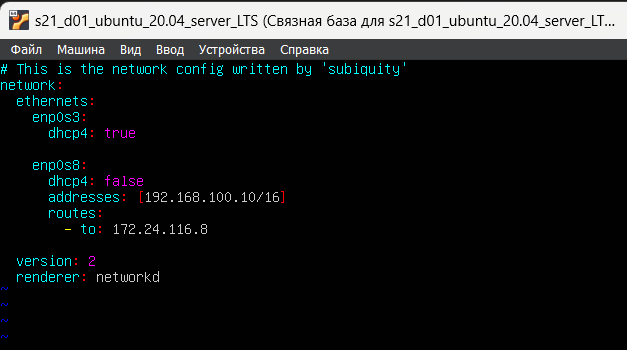 s21_d01_ubuntu_20.04_server_LTS (Связная база для s21_d01_ubuntu_20.04_server_LT...
Файл Машина Вид Ввод Устройства Справка
# This is the network config written by 'subiquity'
network:
  ethernets:
    enp0s3:
      dhcp4: true
    enp0s8:
      dhcp4: false
      addresses: [192.168.100.10/16]
      routes:
        - to: 172.24.116.8
  version: 2
  renderer: networkd
~
~
~
~